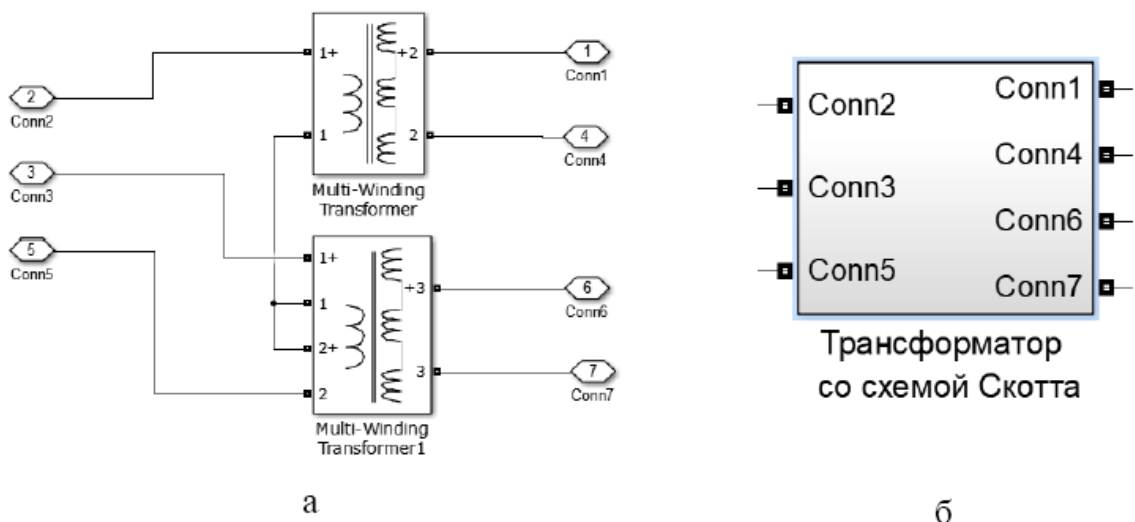 1+
+2
1
Conn1
2
Conn2
1
2
4
Conn4
3
Conn3
Multi-Winding
Transformer
5
Conn5
1+
+3
6
Conn6
1
2+
3
7
Conn7
2
Multi-Winding
Transformer1
а
Conn2
Conn1
Conn3
Conn4
Conn5
Conn6
Conn7
Трансформатор
со схемой Скотта
б